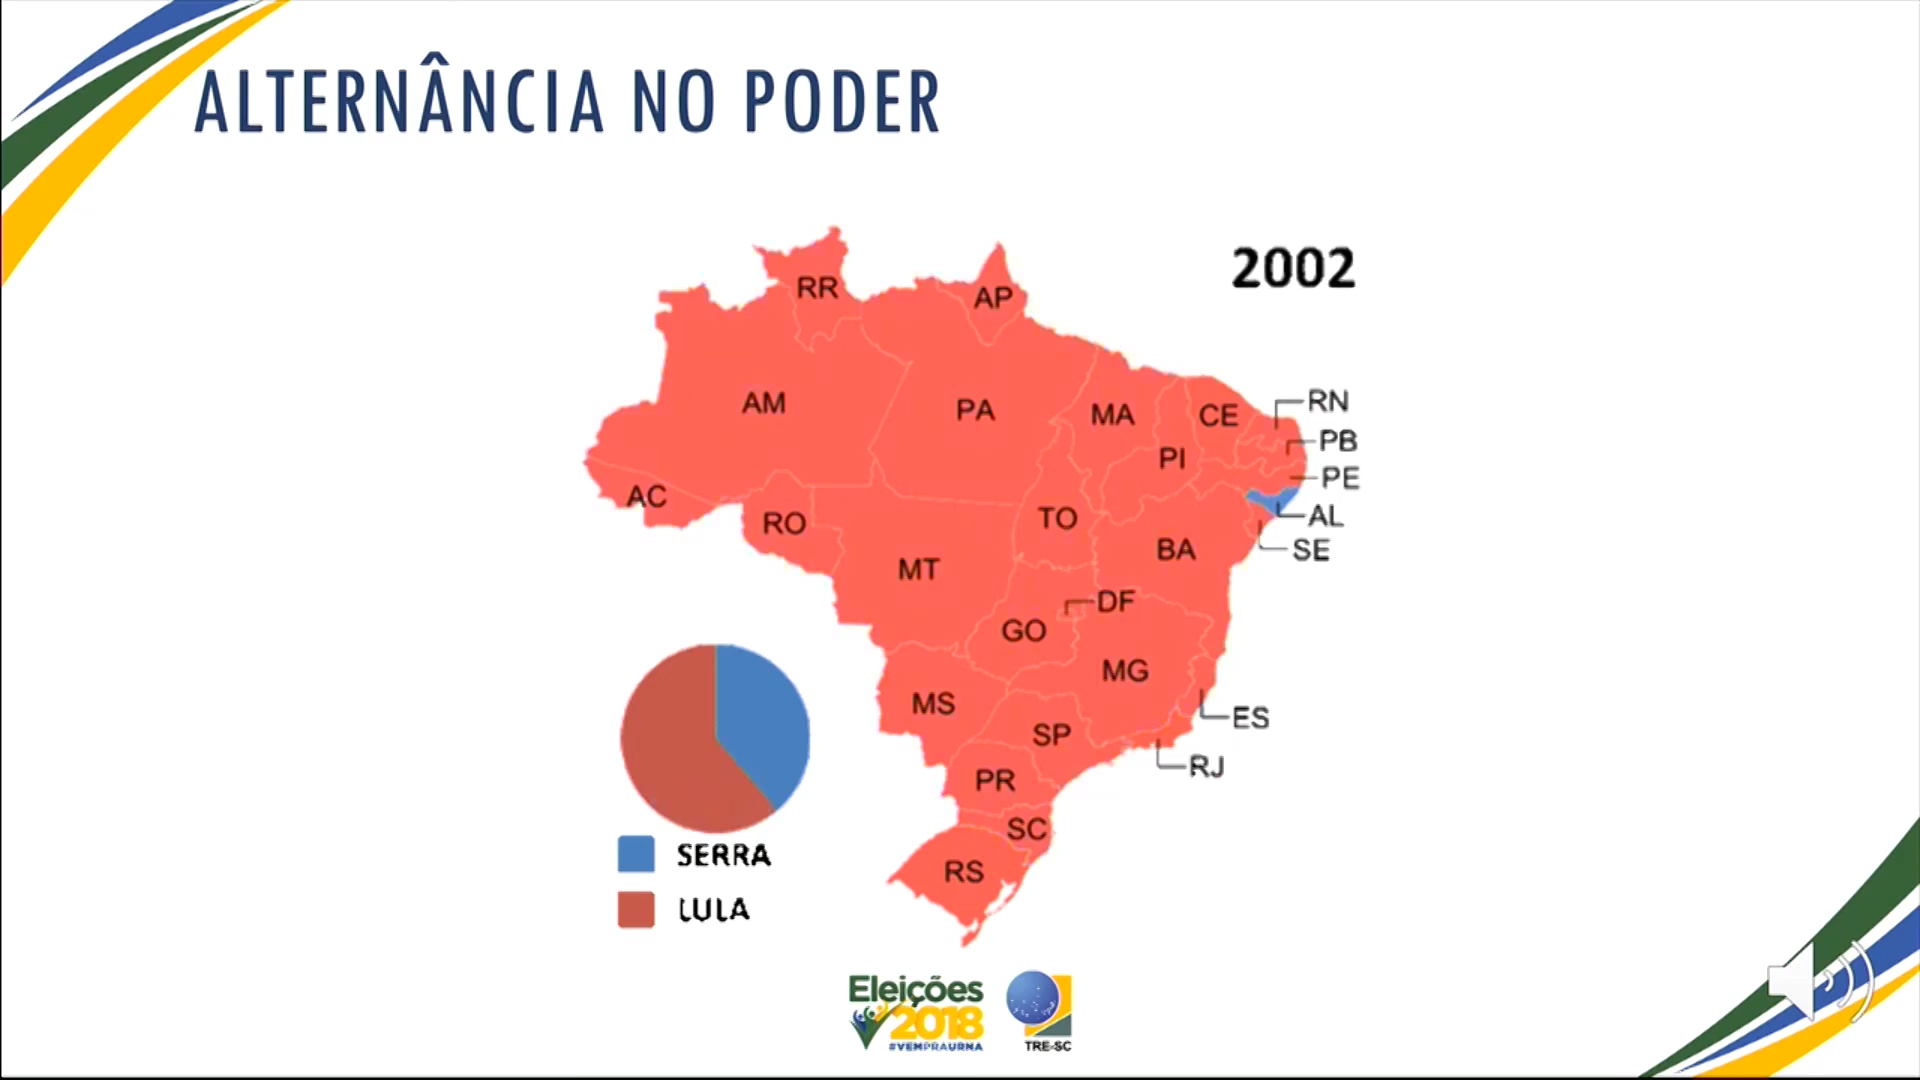 ALTERNÂNCIA NO PODER
2002
RR
AP
AM
PA
MA
CE
RN
PB
PI
PE
AC
RO
TO
AL
MT
BA
SE
DF
GO
MG
MS
SP
ES
PR
RJ
SC
RS
SERRA
LULA
Eleições
2018
#VEMPRAURNA
TRE-SC